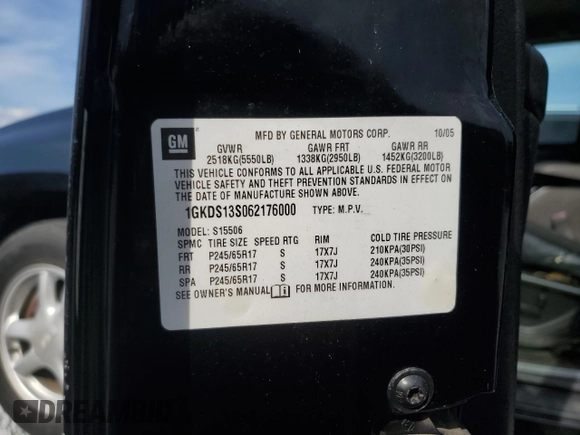 GM
MFD BY GENERAL MOTORS CORP. 10/05
GVWR GAWR FRT GAWR RR
2518KG(5550LB) 1338KG(2950LB) 1452KG(3200LB)
THIS VEHICLE CONFORMS TO ALL APPLICABLE U.S. FEDERAL MOTOR
VEHICLE SAFETY AND THEFT PREVENTION STANDARDS IN EFFECT ON
THE DATE OF MANUFACTURE SHOWN ABOVE.
1GKDS13S062176000 TYPE: M.P.V.
MODEL: S15506
SPMC TIRE SIZE SPEED RTG RIM COLD TIRE PRESSURE
FRT P245/65R17 S 17X7J 210KPA(30PSI)
RR P245/65R17 S 17X7J 240KPA(35PSI)
SPA P245/65R17 S 17X7J 240KPA(35PSI)
SEE OWNER'S MANUAL FOR MORE INFORMATION.
DREAMBID